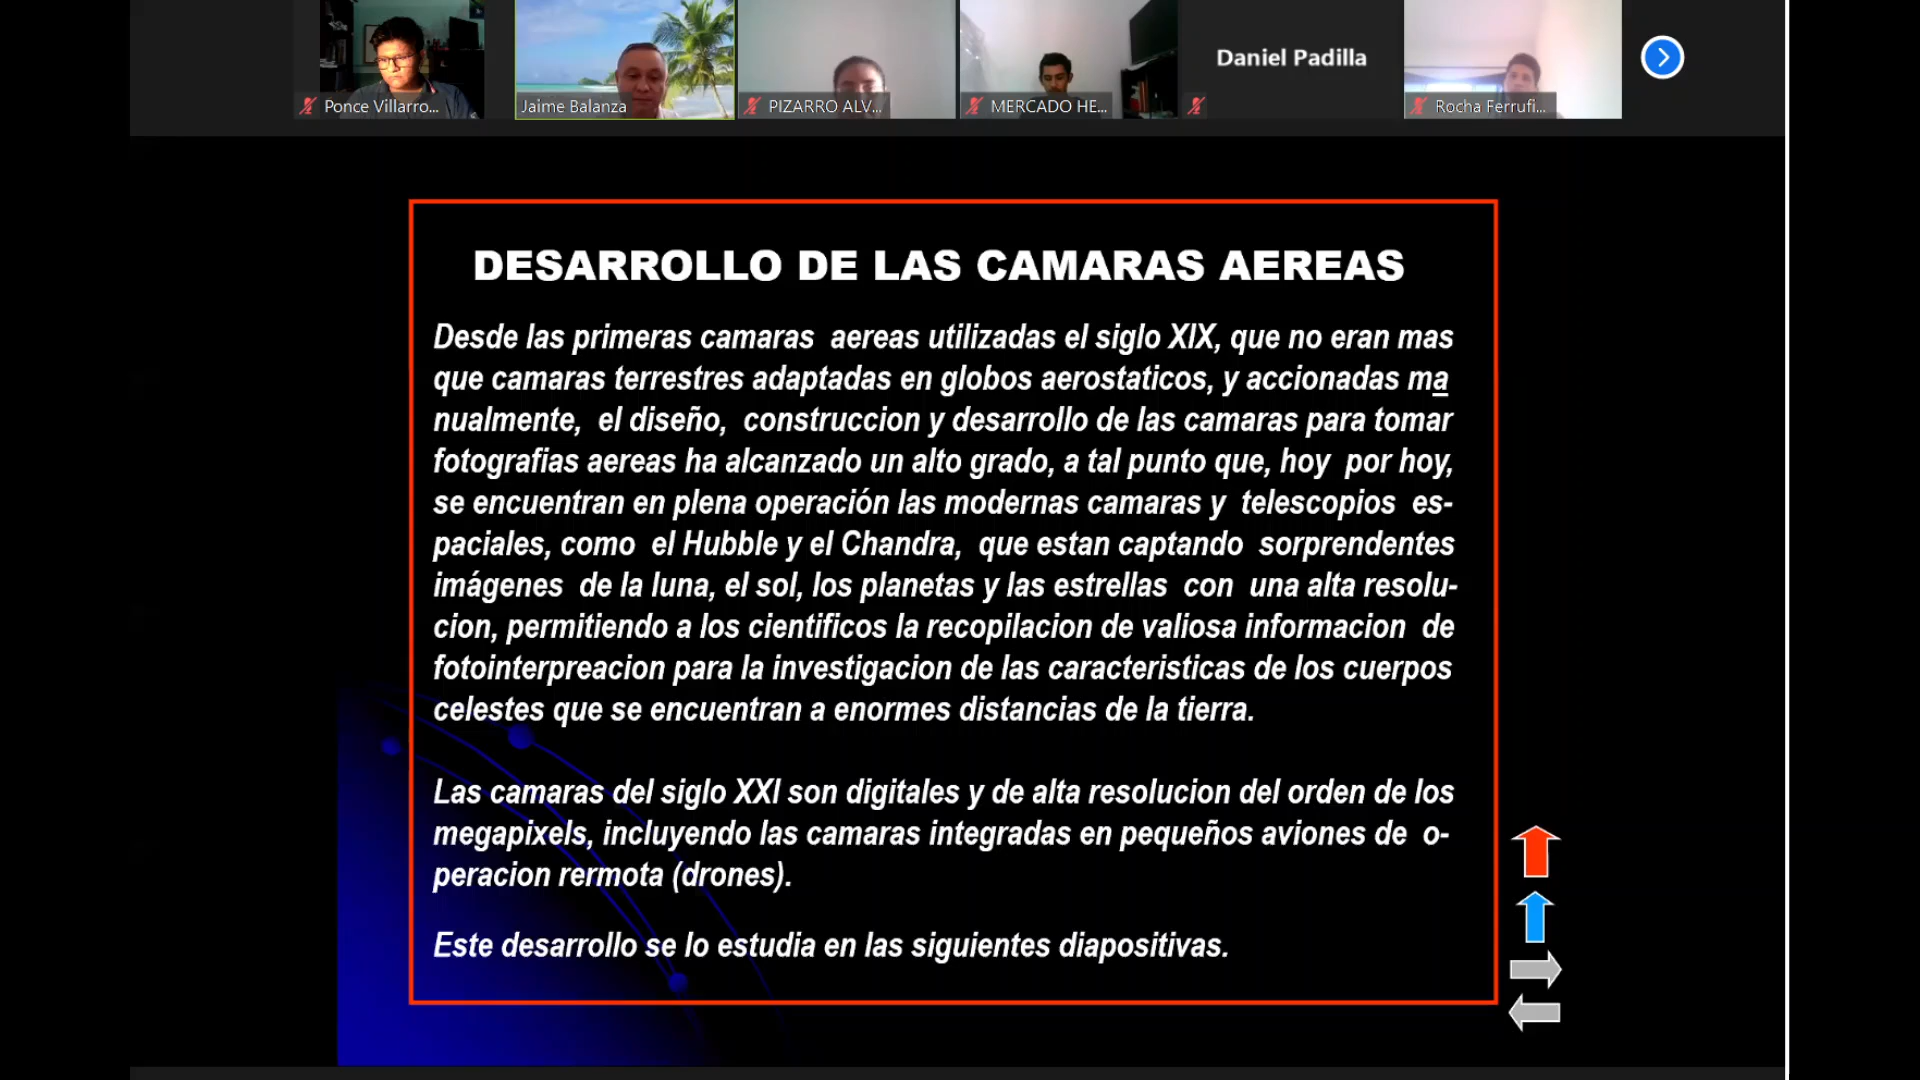 Ponce Villarro...
Jaime Balanza
PIZARRO ALV...
MERCADO HE...
Daniel Padilla
Rocha Ferrufi...
DESARROLLO DE LAS CAMARAS AEREAS
Desde las primeras camaras aereas utilizadas el siglo XIX, que no eran mas
que camaras terrestres adaptadas en globos aerostaticos, y accionadas ma
nualmente, el diseño, construccion y desarrollo de las camaras para tomar
fotografias aereas ha alcanzado un alto grado, a tal punto que, hoy por hoy,
se encuentran en plena operación las modernas camaras y telescopios es-
paciales, como el Hubble y el Chandra, que estan captando sorprendentes
imágenes de la luna, el sol, los planetas y las estrellas con una alta resolu-
cion, permitiendo a los cientificos la recopilacion de valiosa informacion de
fotointerpreacion para la investigacion de las caracteristicas de los cuerpos
celestes que se encuentran a enormes distancias de la tierra.
Las camaras del siglo XXI son digitales y de alta resolucion del orden de los
megapixels, incluyendo las camaras integradas en pequeños aviones de o-
peracion rermota (drones).
Este desarrollo se lo estudia en las siguientes diapositivas.